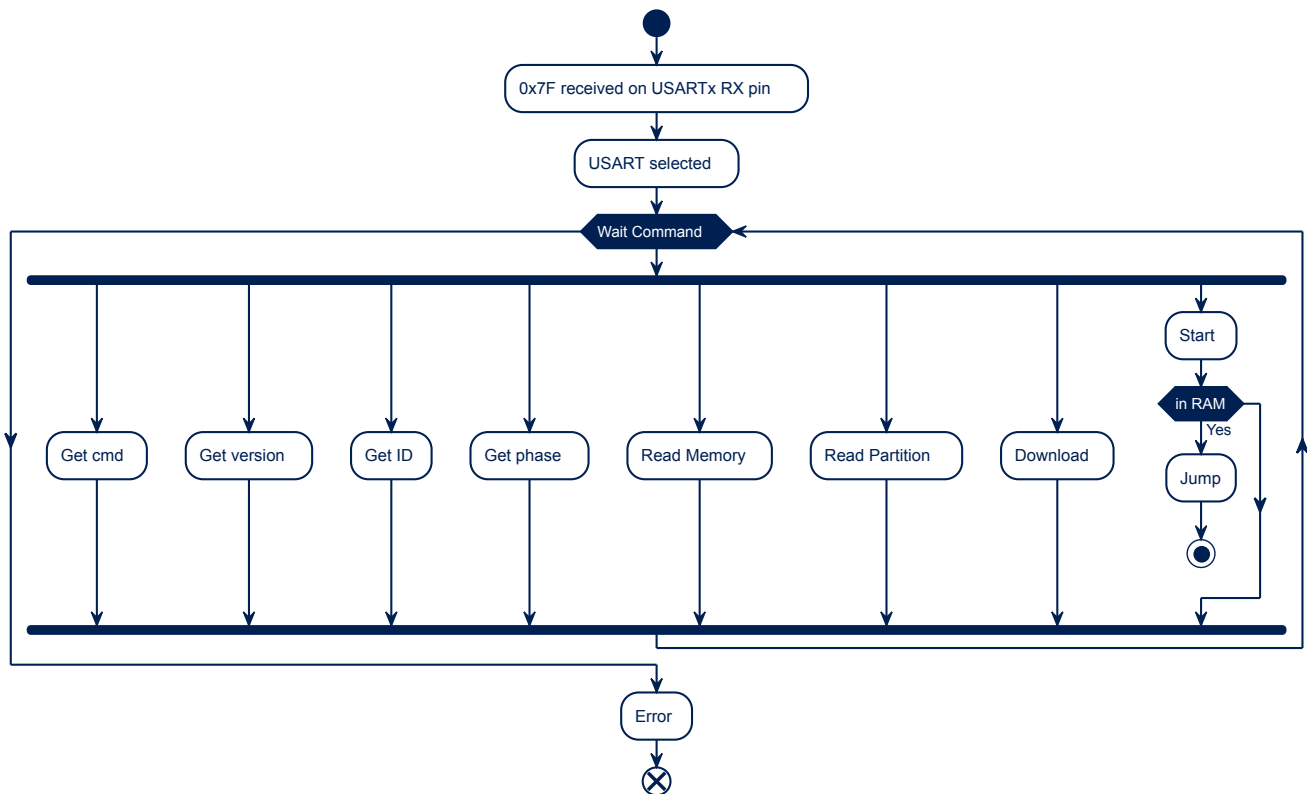 0x7F received on USARTx RX pin
USART selected
Wait Command
Start
in RAM
Yes
Get cmd
Get version
Get ID
Get phase
Read Memory
Read Partition
Download
Jump
Error